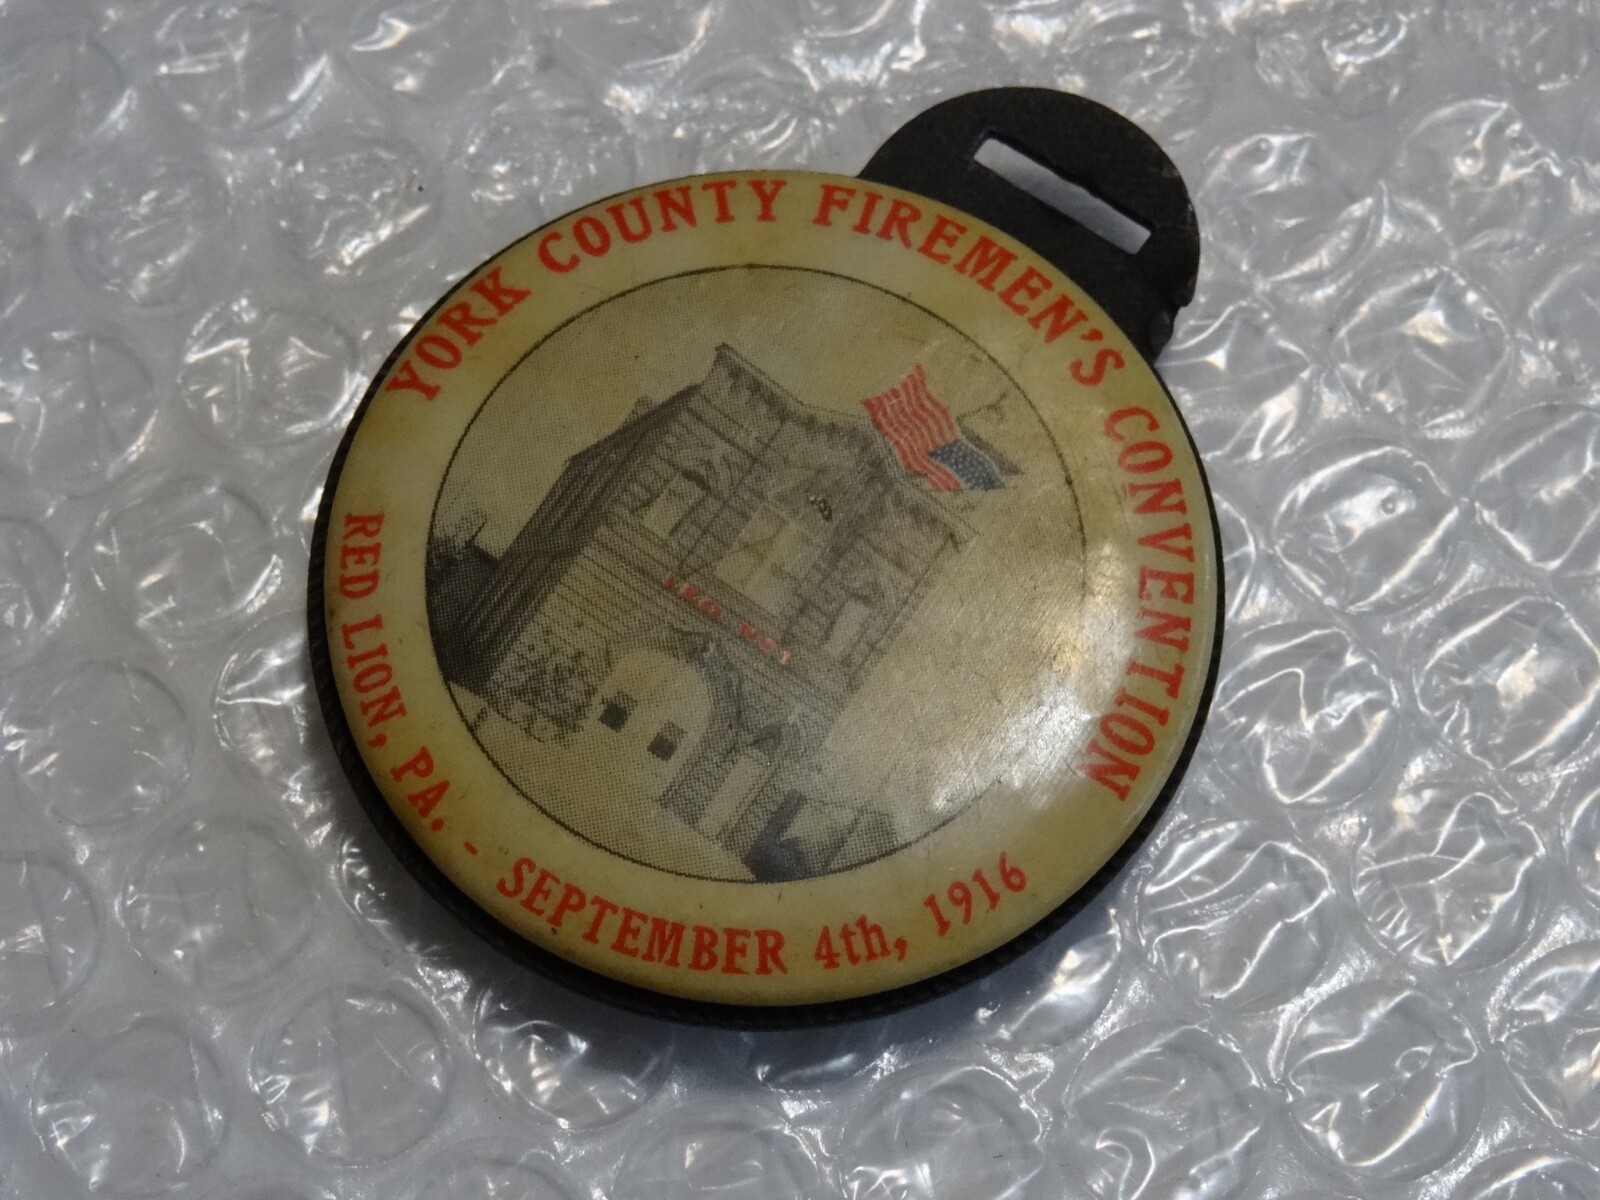 YORK COUNTY FIREMEN'S CONVENTION
RED LION, PA. - SEPTEMBER 4th, 1916